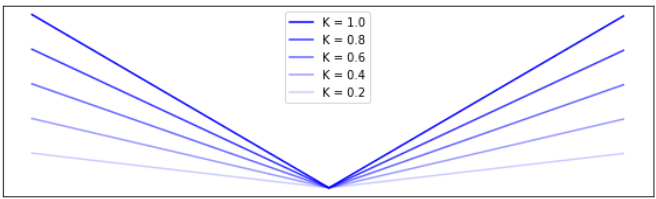 K = 1.0
K = 0.8
K = 0.6
K = 0.4
K = 0.2